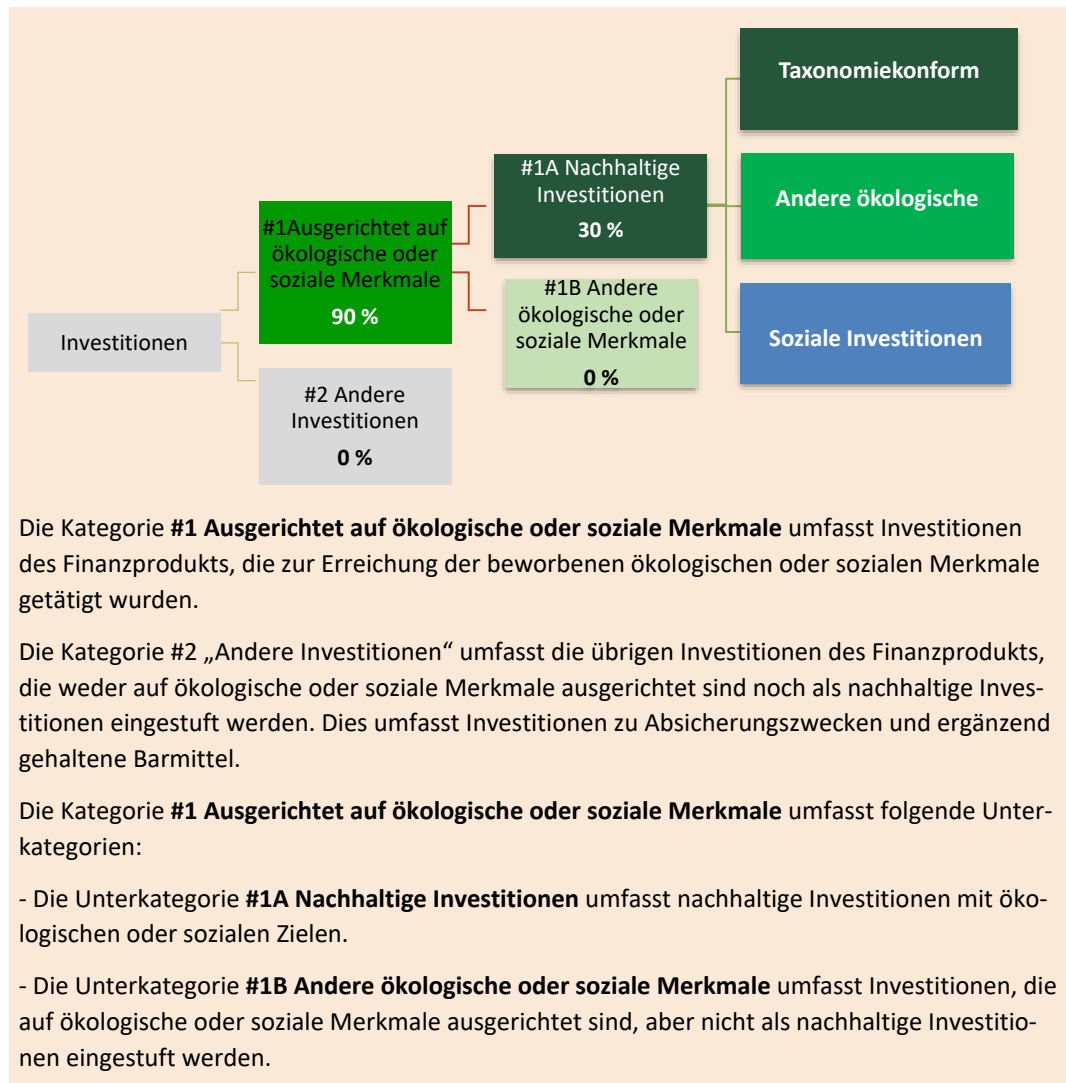 Taxonomiekonform
#1A Nachhaltige
Investitionen
30 %
Andere ökologische
#1Ausgerichtet auf
ökologische oder
soziale Merkmale
90 %
#1B Andere
ökologische oder
soziale Merkmale
0 %
Soziale Investitionen
Investitionen
#2 Andere
Investitionen
0 %
Die Kategorie #1 Ausgerichtet auf ökologische oder soziale Merkmale umfasst Investitionen
des Finanzprodukts, die zur Erreichung der beworbenen ökologischen oder sozialen Merkmale
getätigt wurden.
Die Kategorie #2 „Andere Investitionen“ umfasst die übrigen Investitionen des Finanzprodukts,
die weder auf ökologische oder soziale Merkmale ausgerichtet sind noch als nachhaltige Inves-
titionen eingestuft werden. Dies umfasst Investitionen zu Absicherungszwecken und ergänzend
gehaltene Barmittel.
Die Kategorie #1 Ausgerichtet auf ökologische oder soziale Merkmale umfasst folgende Unter-
kategorien:
- Die Unterkategorie #1A Nachhaltige Investitionen umfasst nachhaltige Investitionen mit öko-
logischen oder sozialen Zielen.
- Die Unterkategorie #1B Andere ökologische oder soziale Merkmale umfasst Investitionen, die
auf ökologische oder soziale Merkmale ausgerichtet sind, aber nicht als nachhaltige Investitio-
nen eingestuft werden.